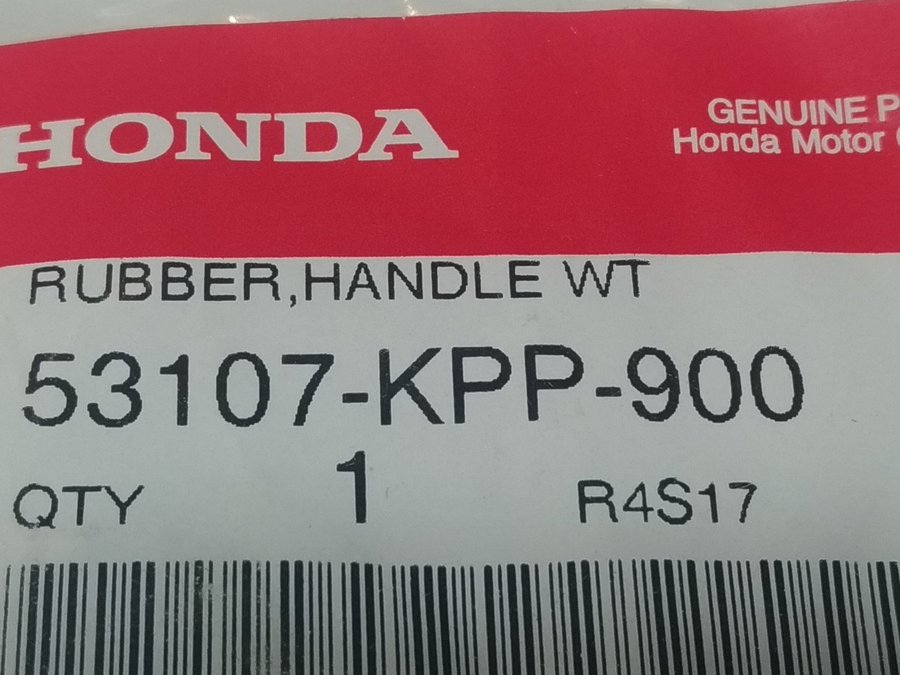 HONDA
GENUINE P
Honda Motor
RUBBER,HANDLE WT
53107-KPP-900
QTY 1 R4S17